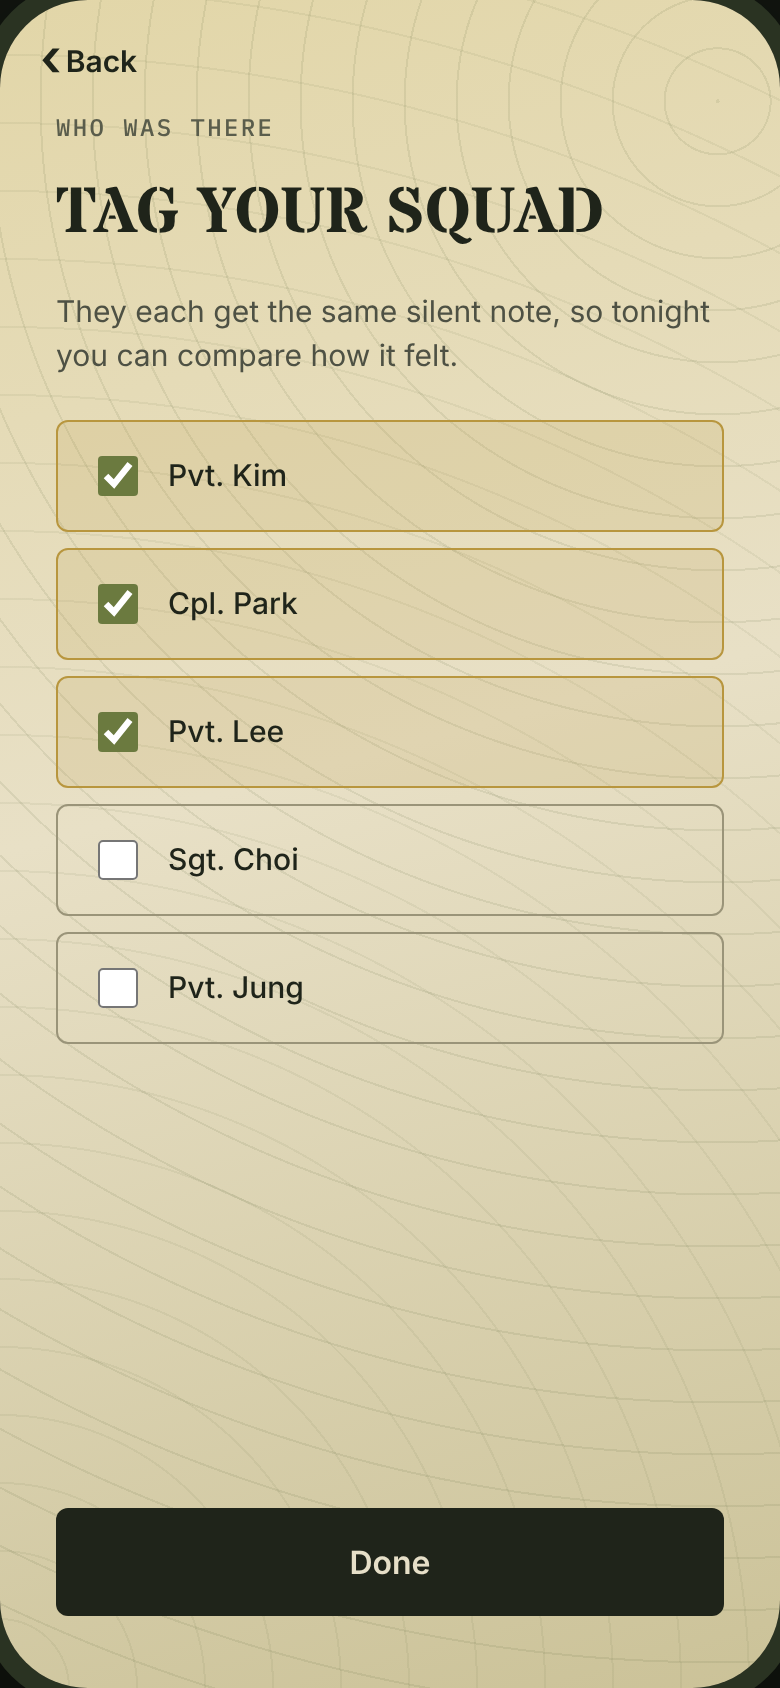 Back
WHO WAS THERE
TAG YOUR SQUAD
They each get the same silent note, so tonight
you can compare how it felt.
Pvt. Kim
Cpl. Park
Pvt. Lee
Sgt. Choi
Pvt. Jung
Done